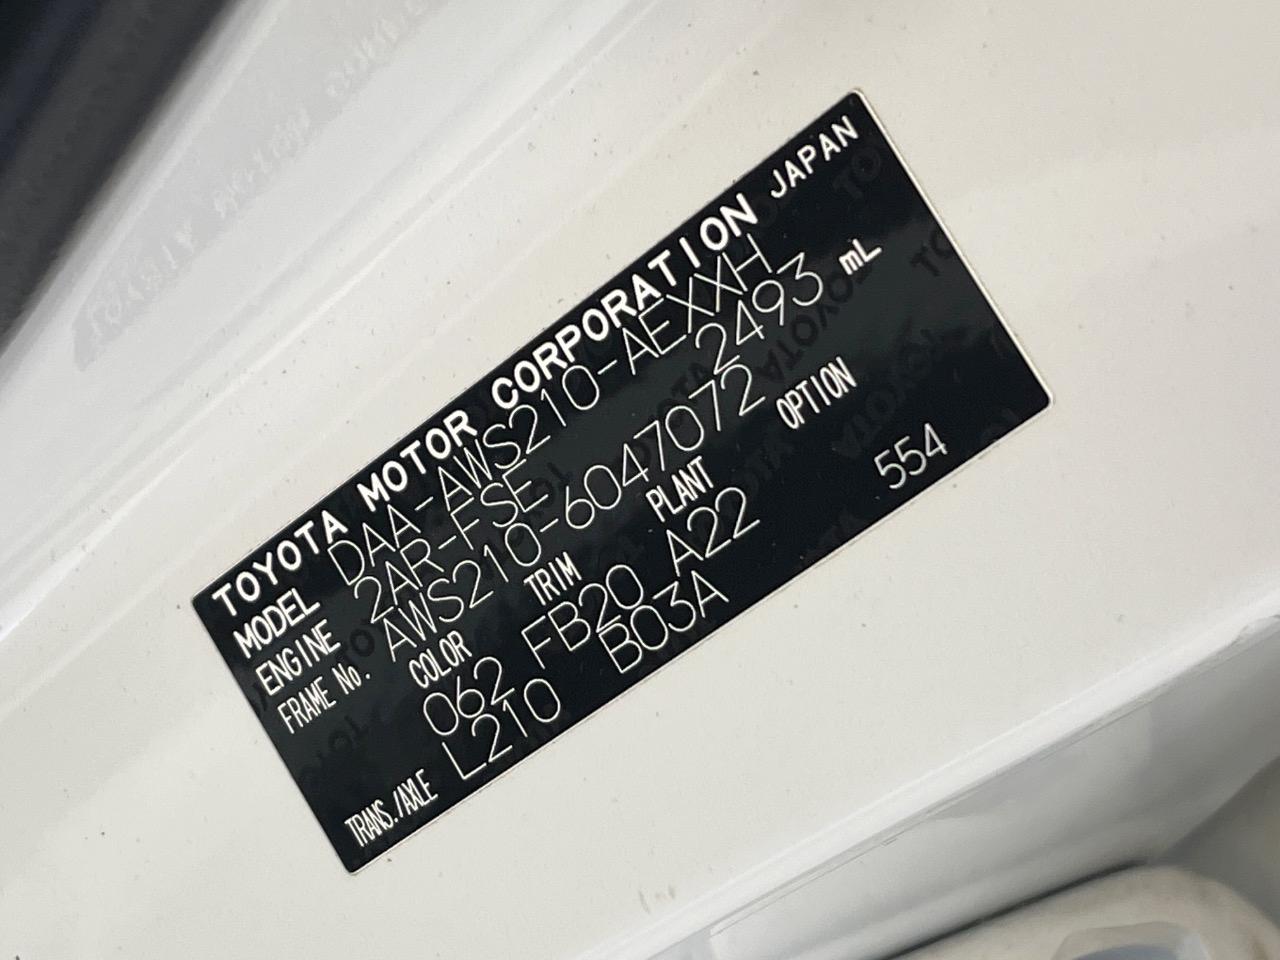 TOYOTA MOTOR CORPORATION JAPAN
MODEL DAA-AWS210-AEXXH
ENGINE 2AR-FSE 2493 mL
FRAME No. AWS210-6047072
COLOR TRIM PLANT OPTION
062 FB20 A22 554
TRANS./AXLE L210 B03A